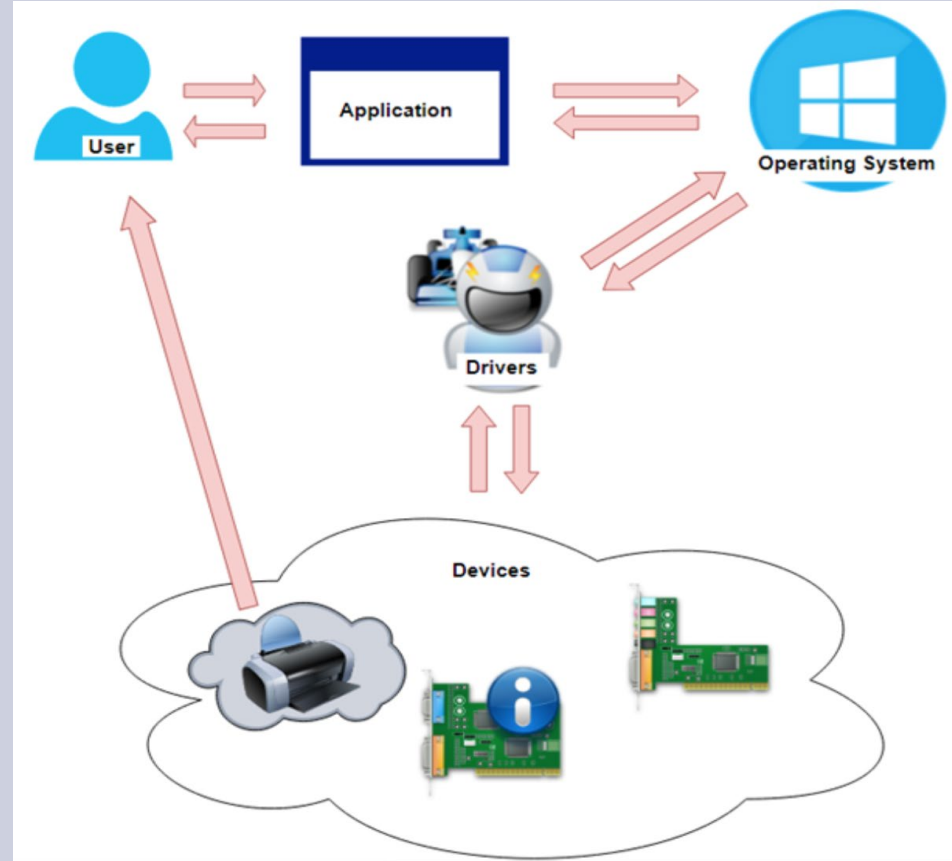 Application
User
Operating System
Drivers
Devices